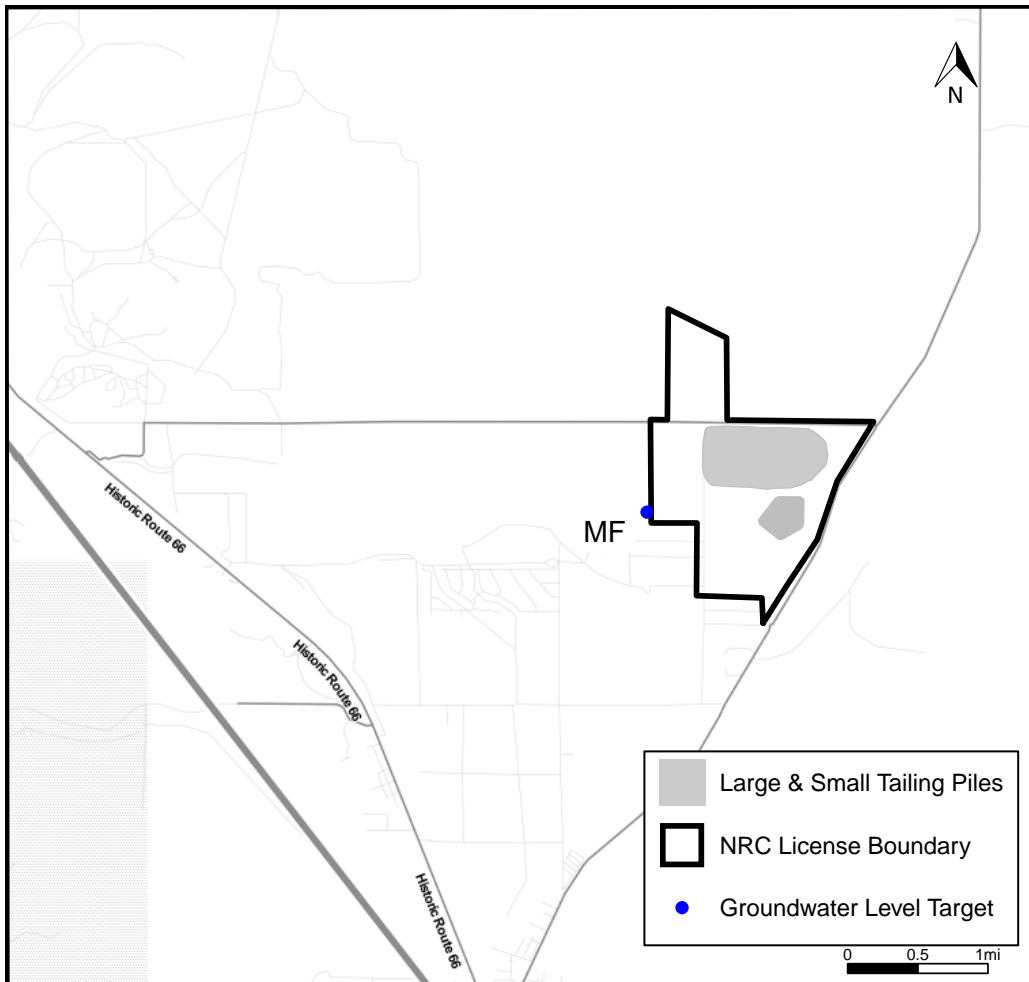 N
MF
Historic Route 66
Historic Route 66
Historic Route 66
Large & Small Tailing Piles
NRC License Boundary
Groundwater Level Target
0 0.5 1mi